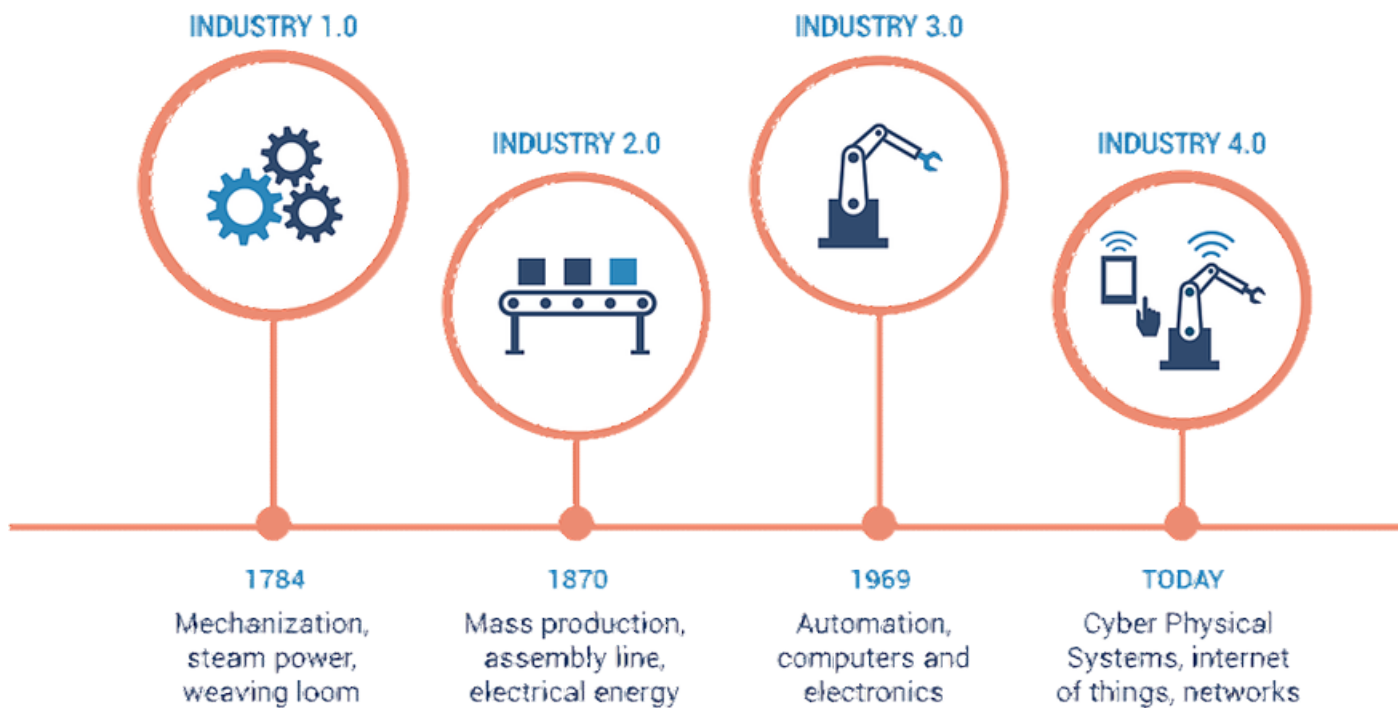 INDUSTRY 1.0
INDUSTRY 2.0
INDUSTRY 3.0
INDUSTRY 4.0
1784
Mechanization,
steam power,
weaving loom
1870
Mass production,
assembly line,
electrical energy
1969
Automation,
computers and
electronics
TODAY
Cyber Physical
Systems, internet
of things, networks